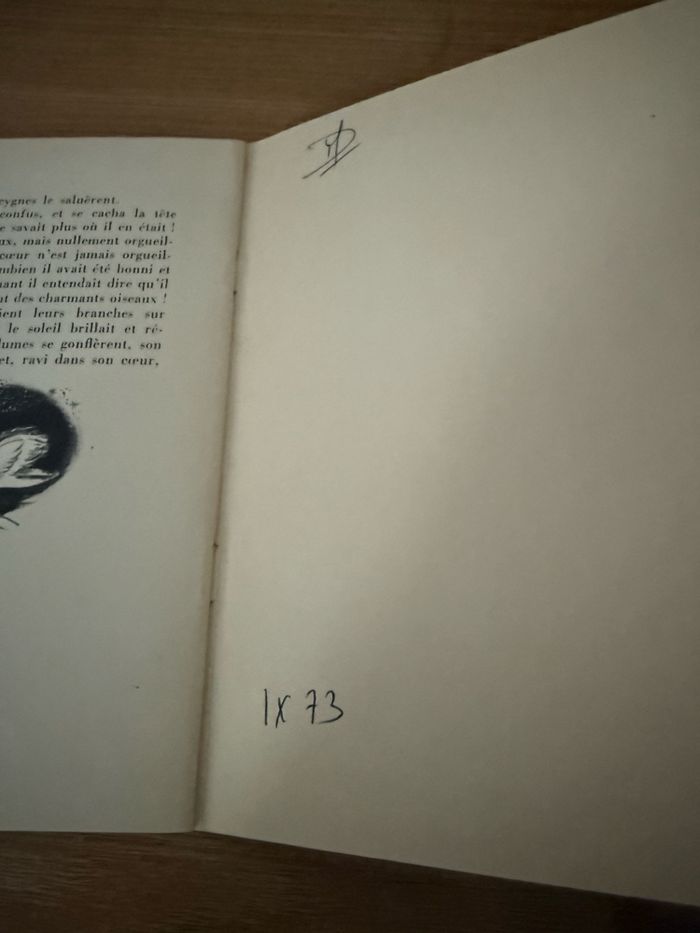 cygnes le saluèrent.
confus, et se cacha la tête
e savait plus où il en était !
ux, mais nullement orgueil-
cœur n'est jamais orgueil-
mbien il avait été honni et
nant il entendait dire qu'il
nt des charmants oiseaux !
ient leurs branches sur
le soleil brillait et ré-
lumes se gonflèrent, son
et, ravi dans son cœur,
IX 73